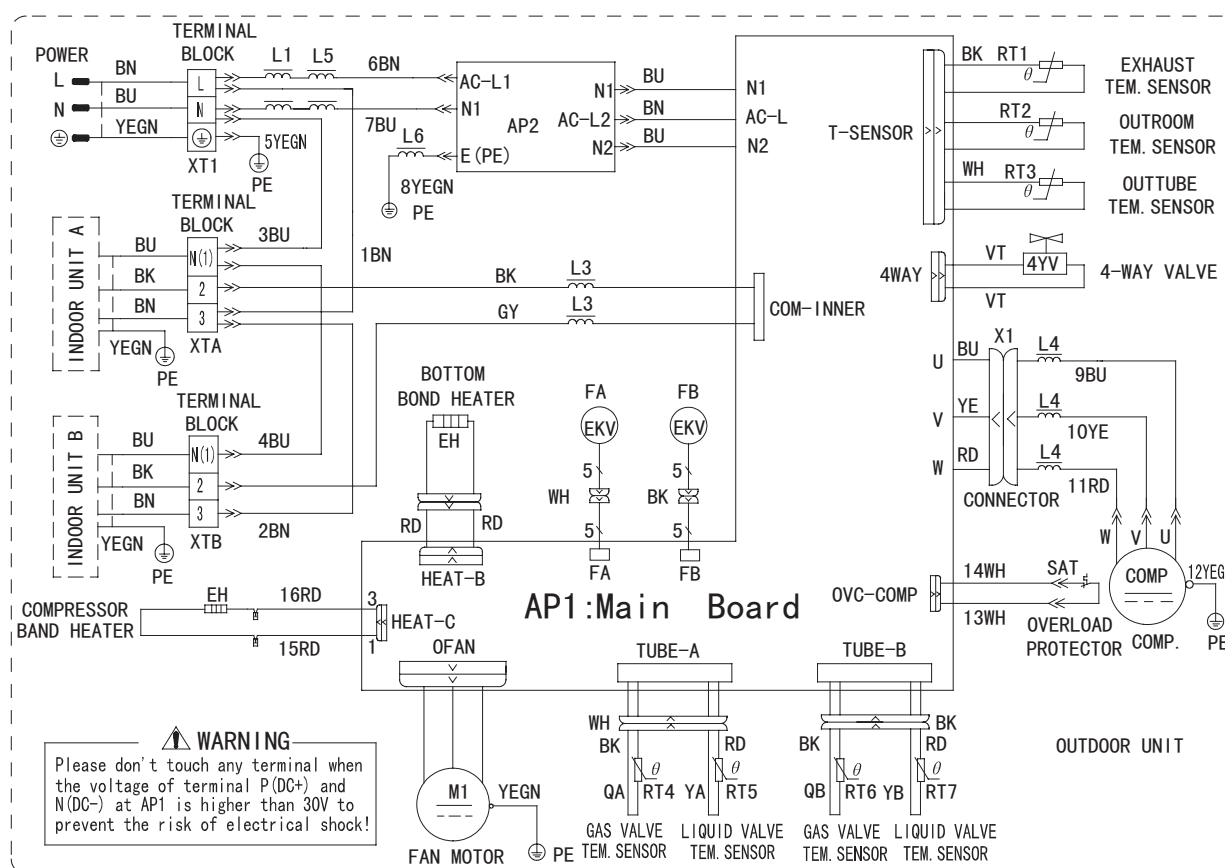 POWER
TERMINAL
BLOCK
L
BN
N
BU
YEGN
L
N
XT1
5YEGN
PE
L1
L5
6BN
7BU
L6
8YEGN
PE
AC-L1
N1
E(PE)
AP2
N1
AC-L2
N2
BU
BN
BU
N1
AC-L
N2
T-SENSOR
BK
RT1
θ
EXHAUST
TEM. SENSOR
RT2
θ
OUTROOM
TEM. SENSOR
WH
RT3
θ
OUTTUBE
TEM. SENSOR
4WAY
VT
4YV
VT
4-WAY VALVE
TERMINAL
BLOCK
INDOOR UNIT A
BU
BK
BN
YEGN
PE
N(1)
2
3
XTA
3BU
1BN
BK
L3
GY
L3
COM-INNER
TERMINAL
BLOCK
INDOOR UNIT B
BU
BK
BN
YEGN
PE
N(1)
2
3
XTB
4BU
2BN
BOTTOM
BOND HEATER
EH
RD
RD
HEAT-B
FA
EKV
5
WH
5
FA
FB
EKV
5
BK
5
FB
U
BU
V
YE
W
RD
X1
CONNECTOR
L4
9BU
L4
10YE
L4
11RD
W
V
U
COMP
COMP.
12YEG
PE
OVC-COMP
14WH
SAT
13WH
OVERLOAD
PROTECTOR
COMPRESSOR
BAND HEATER
EH
16RD
15RD
3
1
HEAT-C
AP1:Main Board
OFAN
M1
YEGN
PE
FAN MOTOR
TUBE-A
WH
BK
RD
θ
θ
QA
RT4
YA
RT5
GAS VALVE
TEM. SENSOR
LIQUID VALVE
TEM. SENSOR
TUBE-B
BK
BK
RD
θ
θ
QB
RT6
YB
RT7
GAS VALVE
TEM. SENSOR
LIQUID VALVE
TEM. SENSOR
OUTDOOR UNIT
WARNING
Please don't touch any terminal when
the voltage of terminal P(DC+) and
N(DC-) at AP1 is higher than 30V to
prevent the risk of electrical shock!